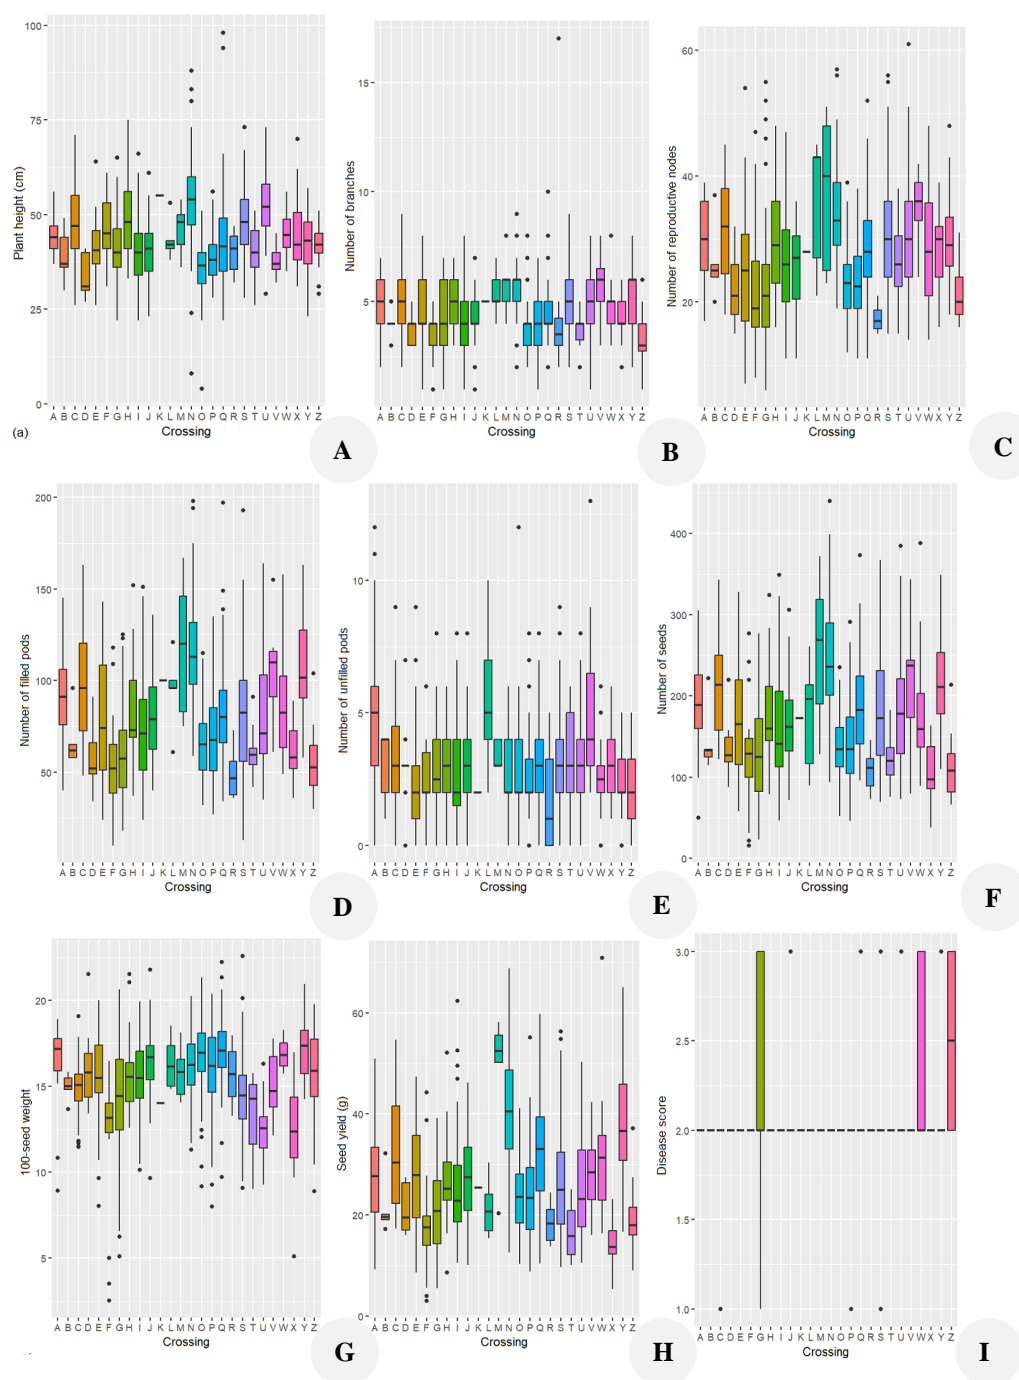 100
75
50
25
0
Plant height (cm)
A B C D E F G H I J K L M N O P Q R S T U V W X Y Z
Crossing
(a)
A
15
10
5
Number of branches
A B C D E F G H I J K L M N O P Q R S T U V W X Y Z
Crossing
B
60
40
20
Number of reproductive nodes
A B C D E F G H I J K L M N O P Q R S T U V W X Y Z
Crossing
C
200
150
100
50
Number of filled pods
A B C D E F G H I J K L M N O P Q R S T U V W X Y Z
Crossing
D
10
5
0
Number of unfilled pods
A B C D E F G H I J K L M N O P Q R S T U V W X Y Z
Crossing
E
400
300
200
100
0
Number of seeds
A B C D E F G H I J K L M N O P Q R S T U V W X Y Z
Crossing
F
20
15
10
5
100-seed weight
A B C D E F G H I J K L M N O P Q R S T U V W X Y Z
Crossing
G
60
40
20
0
Seed yield (g)
A B C D E F G H I J K L M N O P Q R S T U V W X Y Z
Crossing
H
3.0
2.5
2.0
1.5
1.0
Disease score
A B C D E F G H I J K L M N O P Q R S T U V W X Y Z
Crossing
I